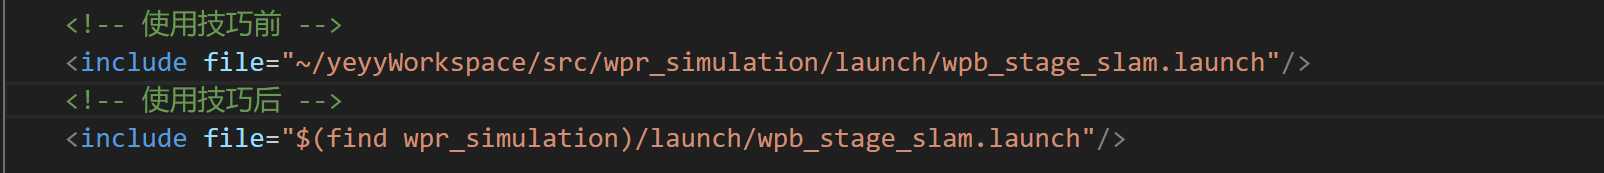 <!-- 使用技巧前 -->
<include file="~/yeyyWorkspace/src/wpr_simulation/launch/wpb_stage_slam.launch"/>
<!-- 使用技巧后 -->
<include file="$(find wpr_simulation)/launch/wpb_stage_slam.launch"/>